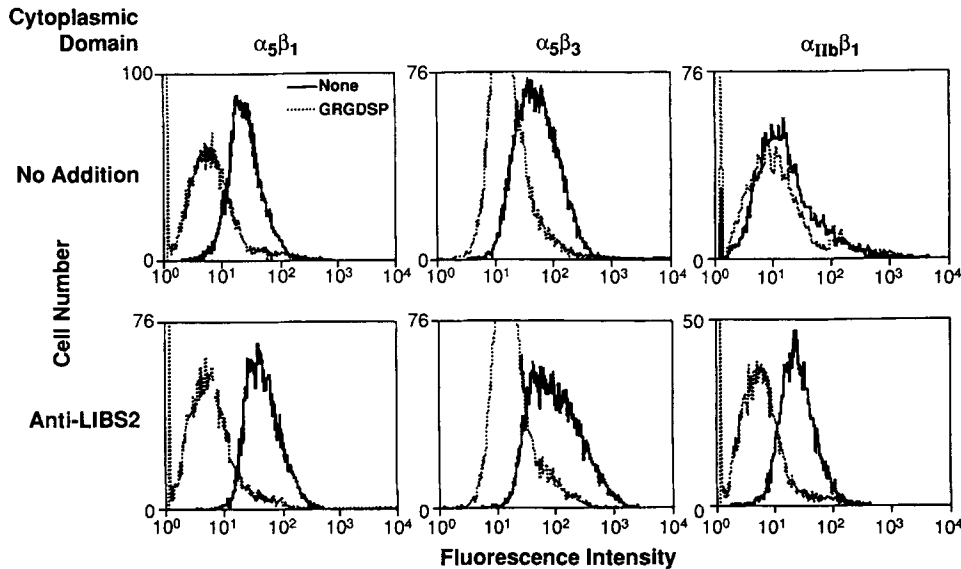 Cytoplasmic
Domain
α5β1
α5β3
αIIbβ1
100
None
GRGDSP
0
76
0
76
0
No Addition
10^0 10^1 10^2 10^3 10^4
10^0 10^1 10^2 10^3 10^4
10^0 10^1 10^2 10^3 10^4
Cell Number
76
0
76
0
50
0
Anti-LIBS2
10^0 10^1 10^2 10^3 10^4
10^0 10^1 10^2 10^3 10^4
10^0 10^1 10^2 10^3 10^4
Fluorescence Intensity